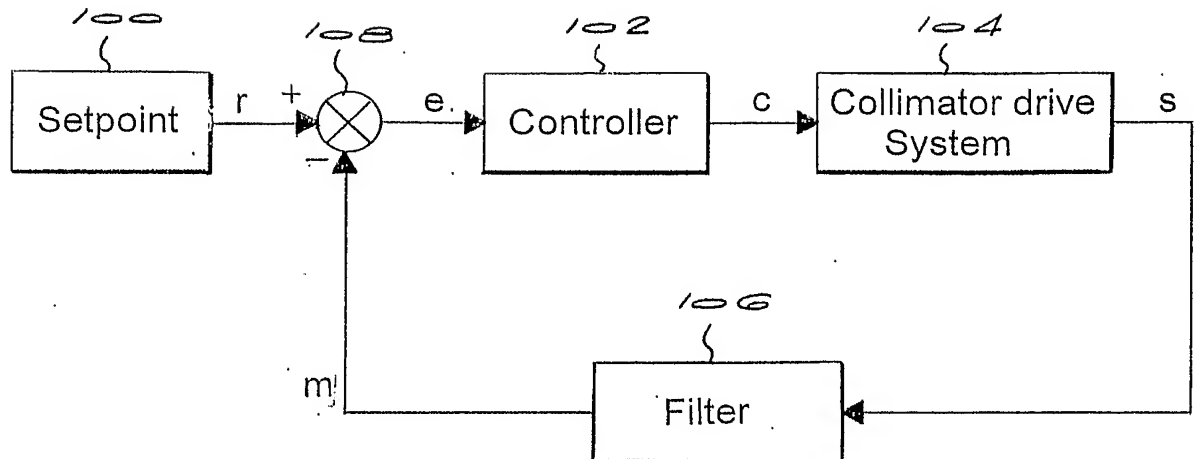 100
108
102
104
Setpoint
r
+
−
e
Controller
c
Collimator drive
System
s
106
m
Filter